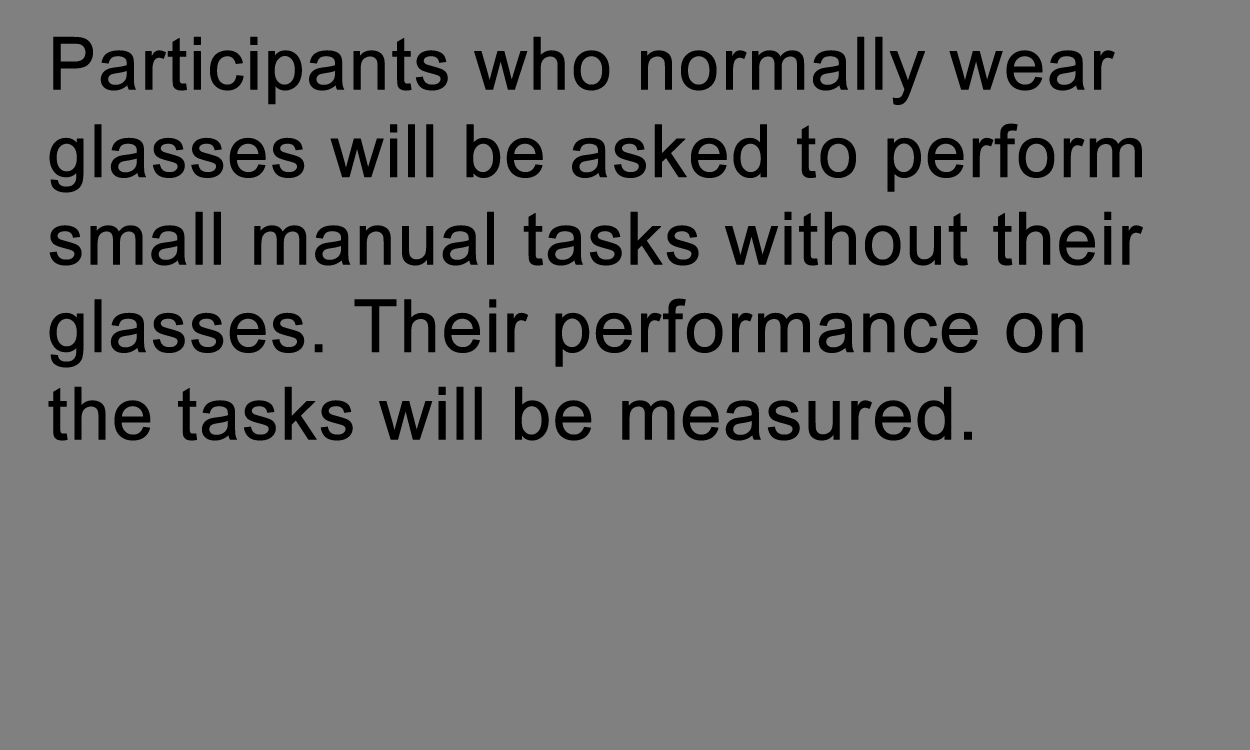 Participants who normally wear
glasses will be asked to perform
small manual tasks without their
glasses. Their performance on
the tasks will be measured.